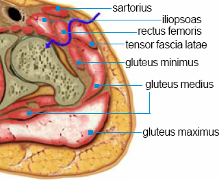 sartorius
iliopsoas
rectus femoris
tensor fascia latae
gluteus minimus
gluteus medius
gluteus maximus